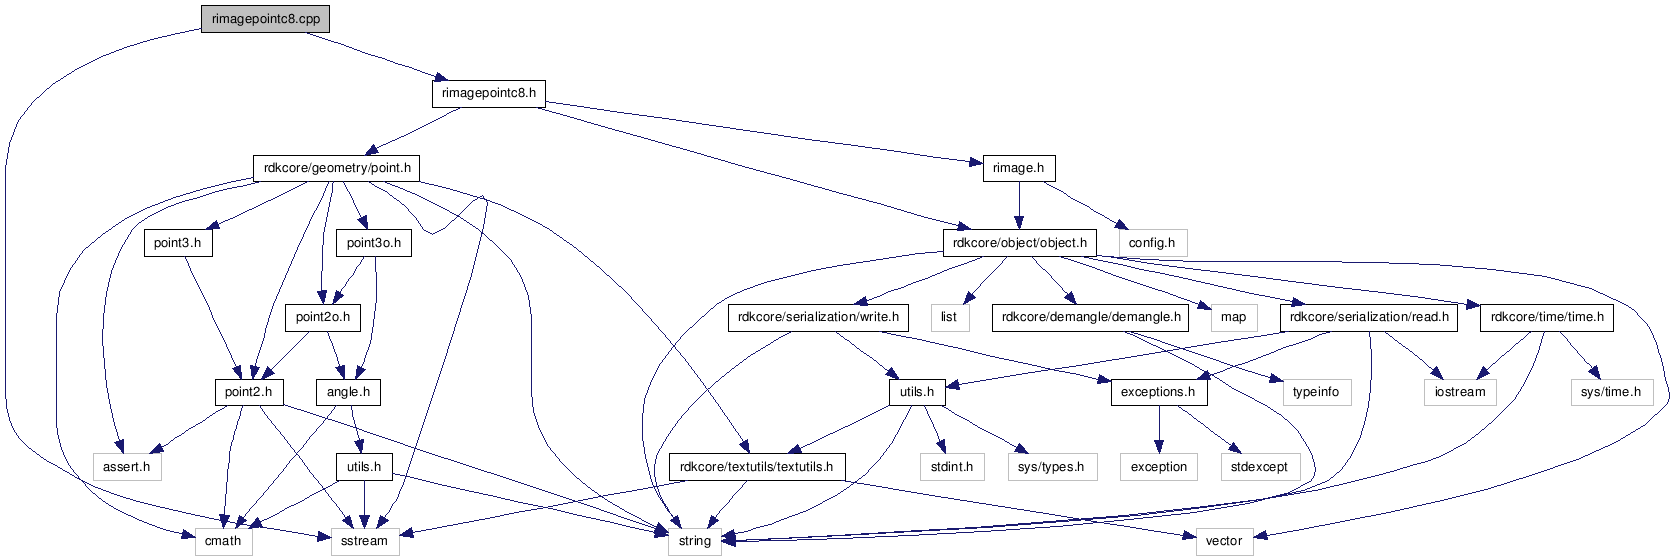 rimagepointc8.cpp
rimagepointc8.h
rdkcore/geometry/point.h
rimage.h
point3.h
point3o.h
rdkcore/object/object.h
config.h
point2o.h
rdkcore/serialization/write.h
list
rdkcore/demangle/demangle.h
map
rdkcore/serialization/read.h
rdkcore/time/time.h
point2.h
angle.h
utils.h
exceptions.h
typeinfo
iostream
sys/time.h
assert.h
utils.h
rdkcore/textutils/textutils.h
stdint.h
sys/types.h
exception
stdexcept
cmath
sstream
string
vector